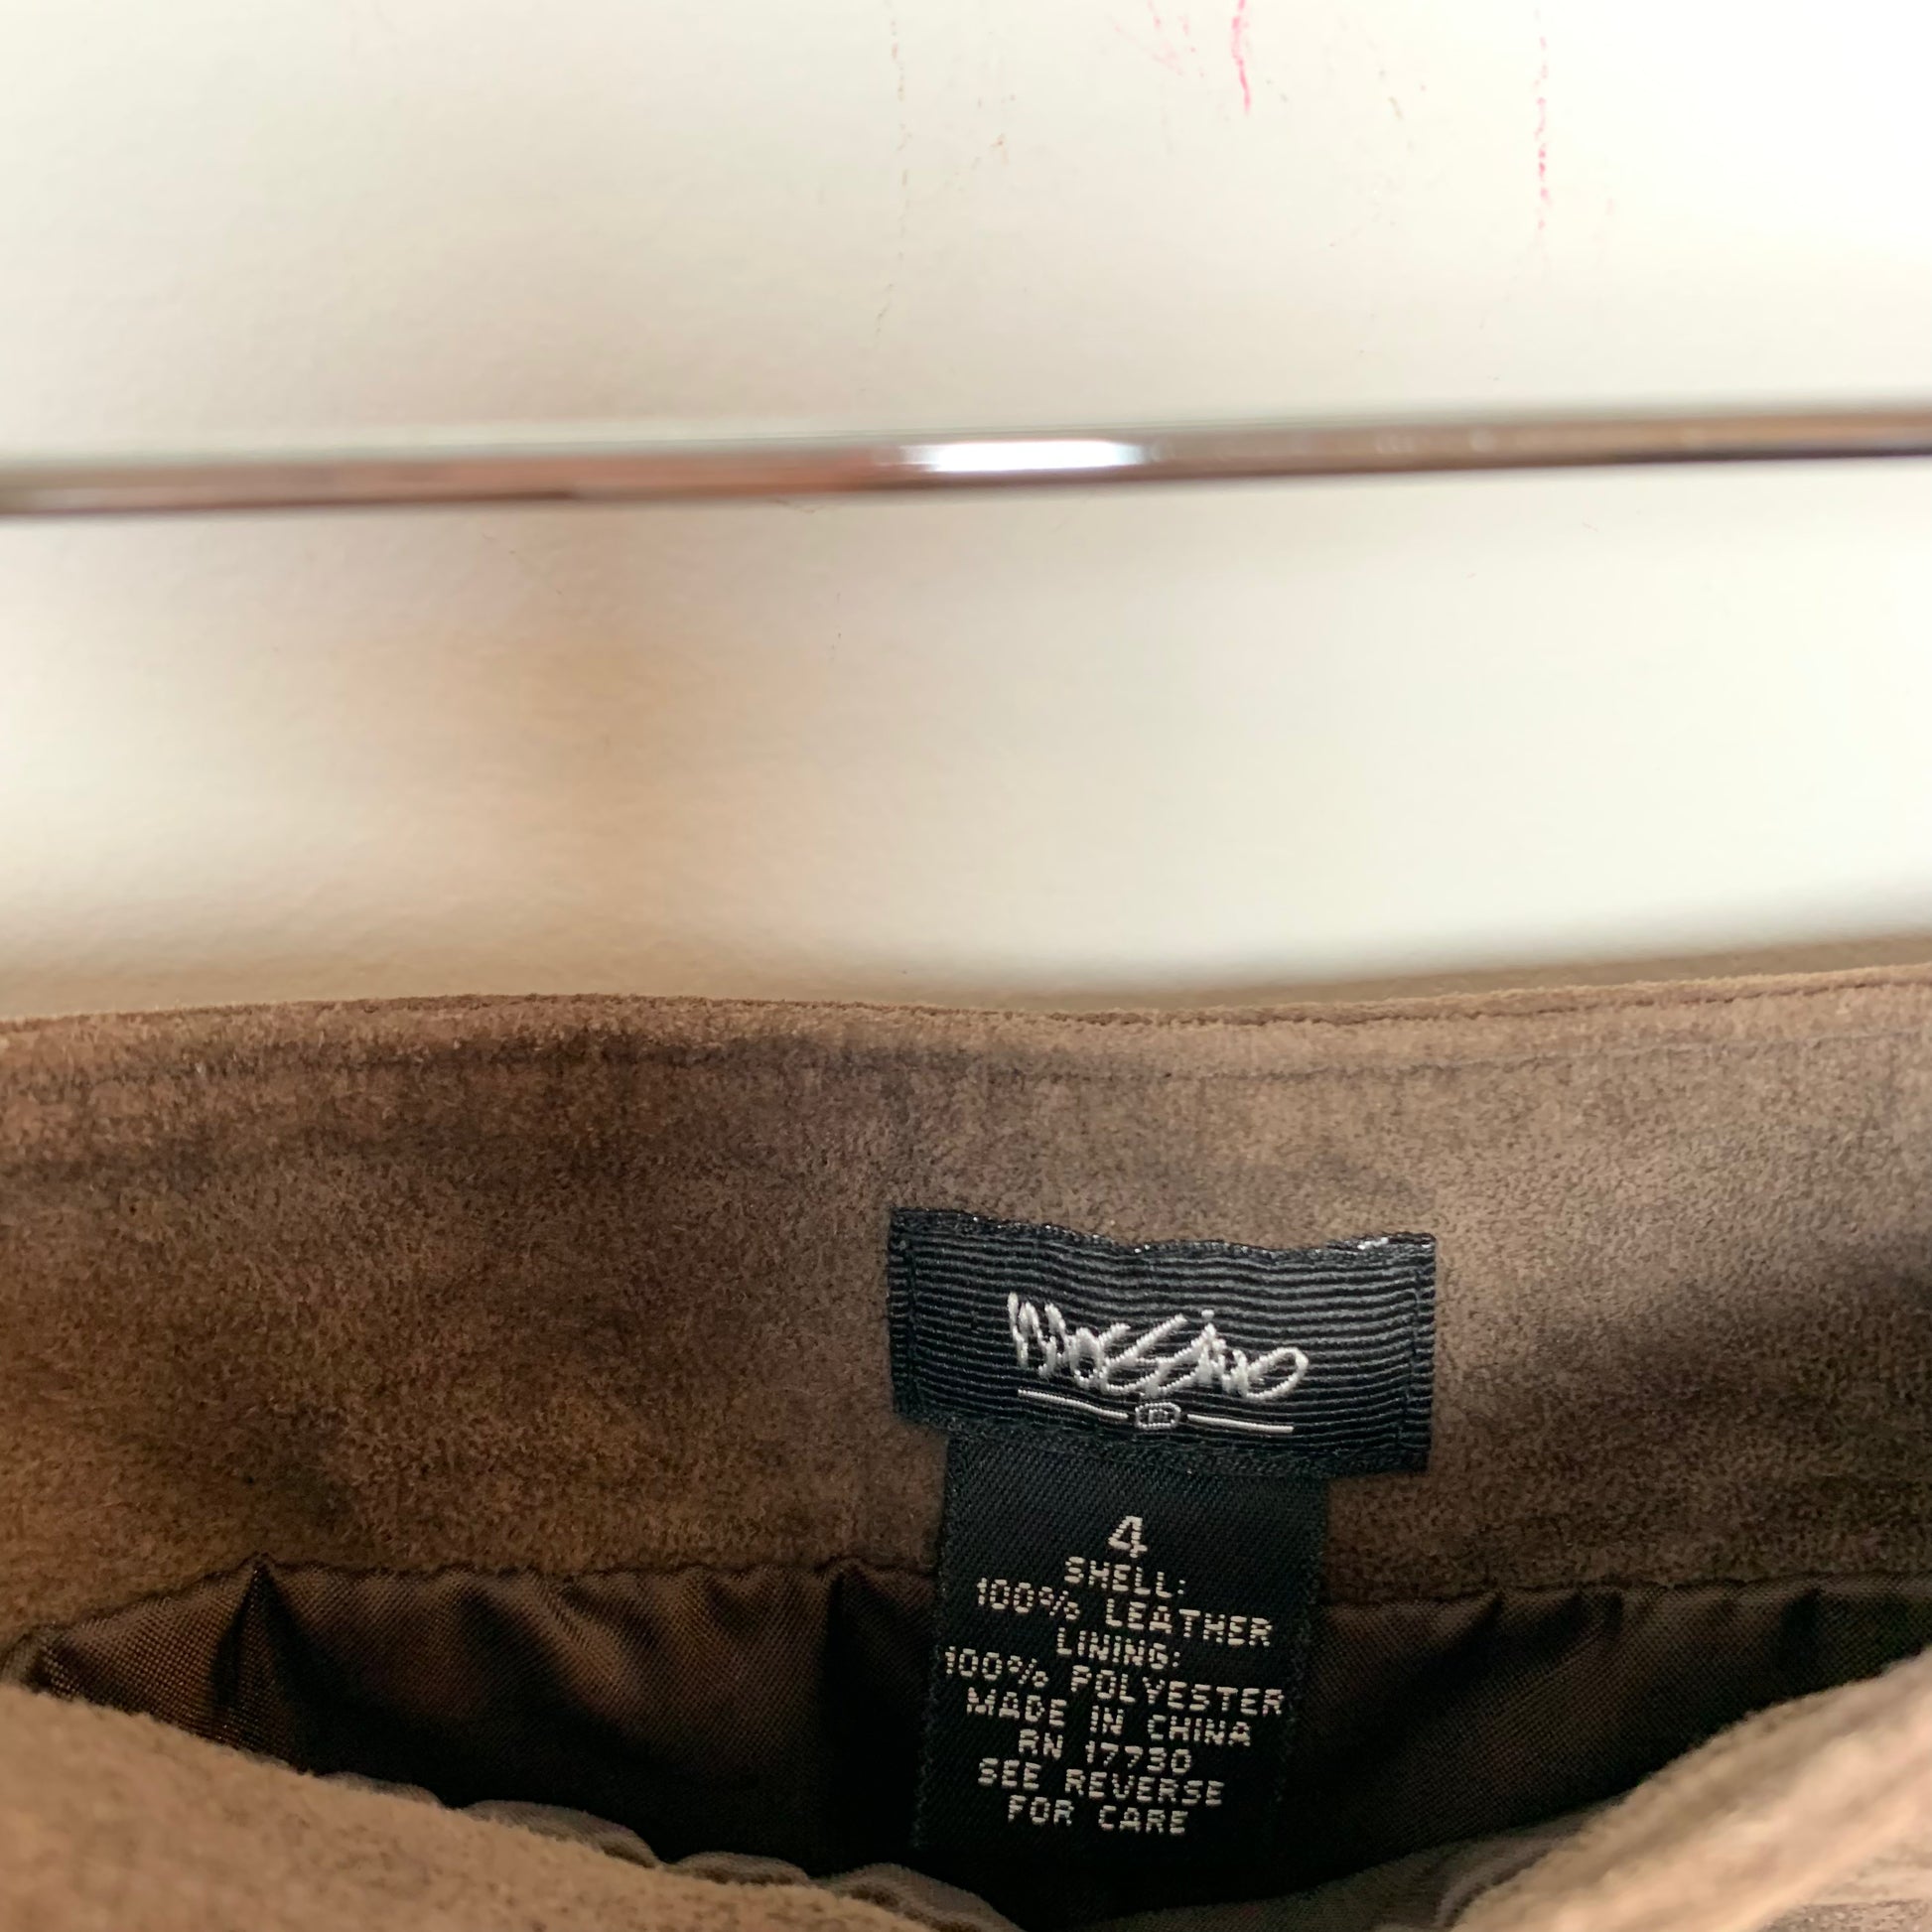 mossimo
4
SHELL:
100% LEATHER
LINING:
100% POLYESTER
MADE IN CHINA
RN 17730
SEE REVERSE
FOR CARE